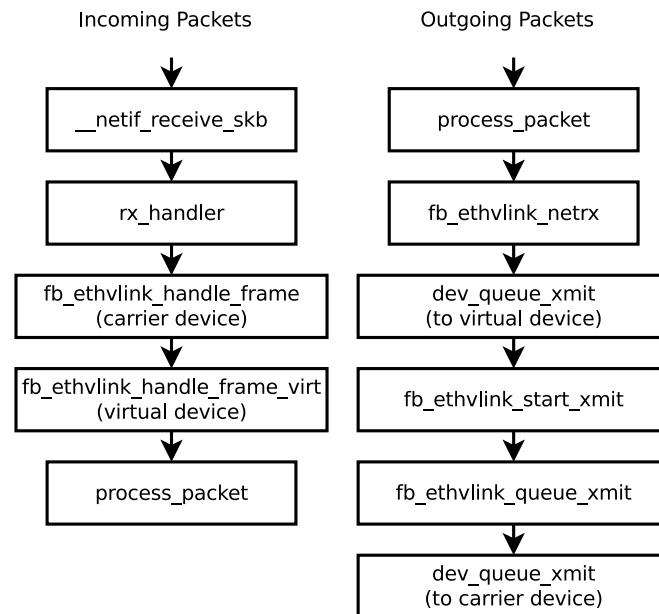 Incoming Packets
__netif_receive_skb
rx_handler
fb_ethvlink_handle_frame
(carrier device)
fb_ethvlink_handle_frame_virt
(virtual device)
process_packet
Outgoing Packets
process_packet
fb_ethvlink_netrx
dev_queue_xmit
(to virtual device)
fb_ethvlink_start_xmit
fb_ethvlink_queue_xmit
dev_queue_xmit
(to carrier device)